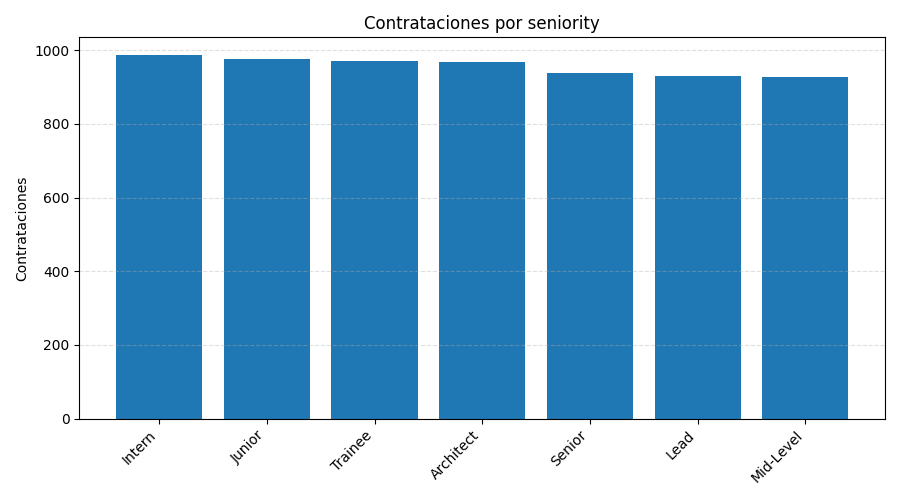 Contrataciones por seniority
Contrataciones
1000
800
600
400
200
0
Intern
Junior
Trainee
Architect
Senior
Lead
Mid-Level